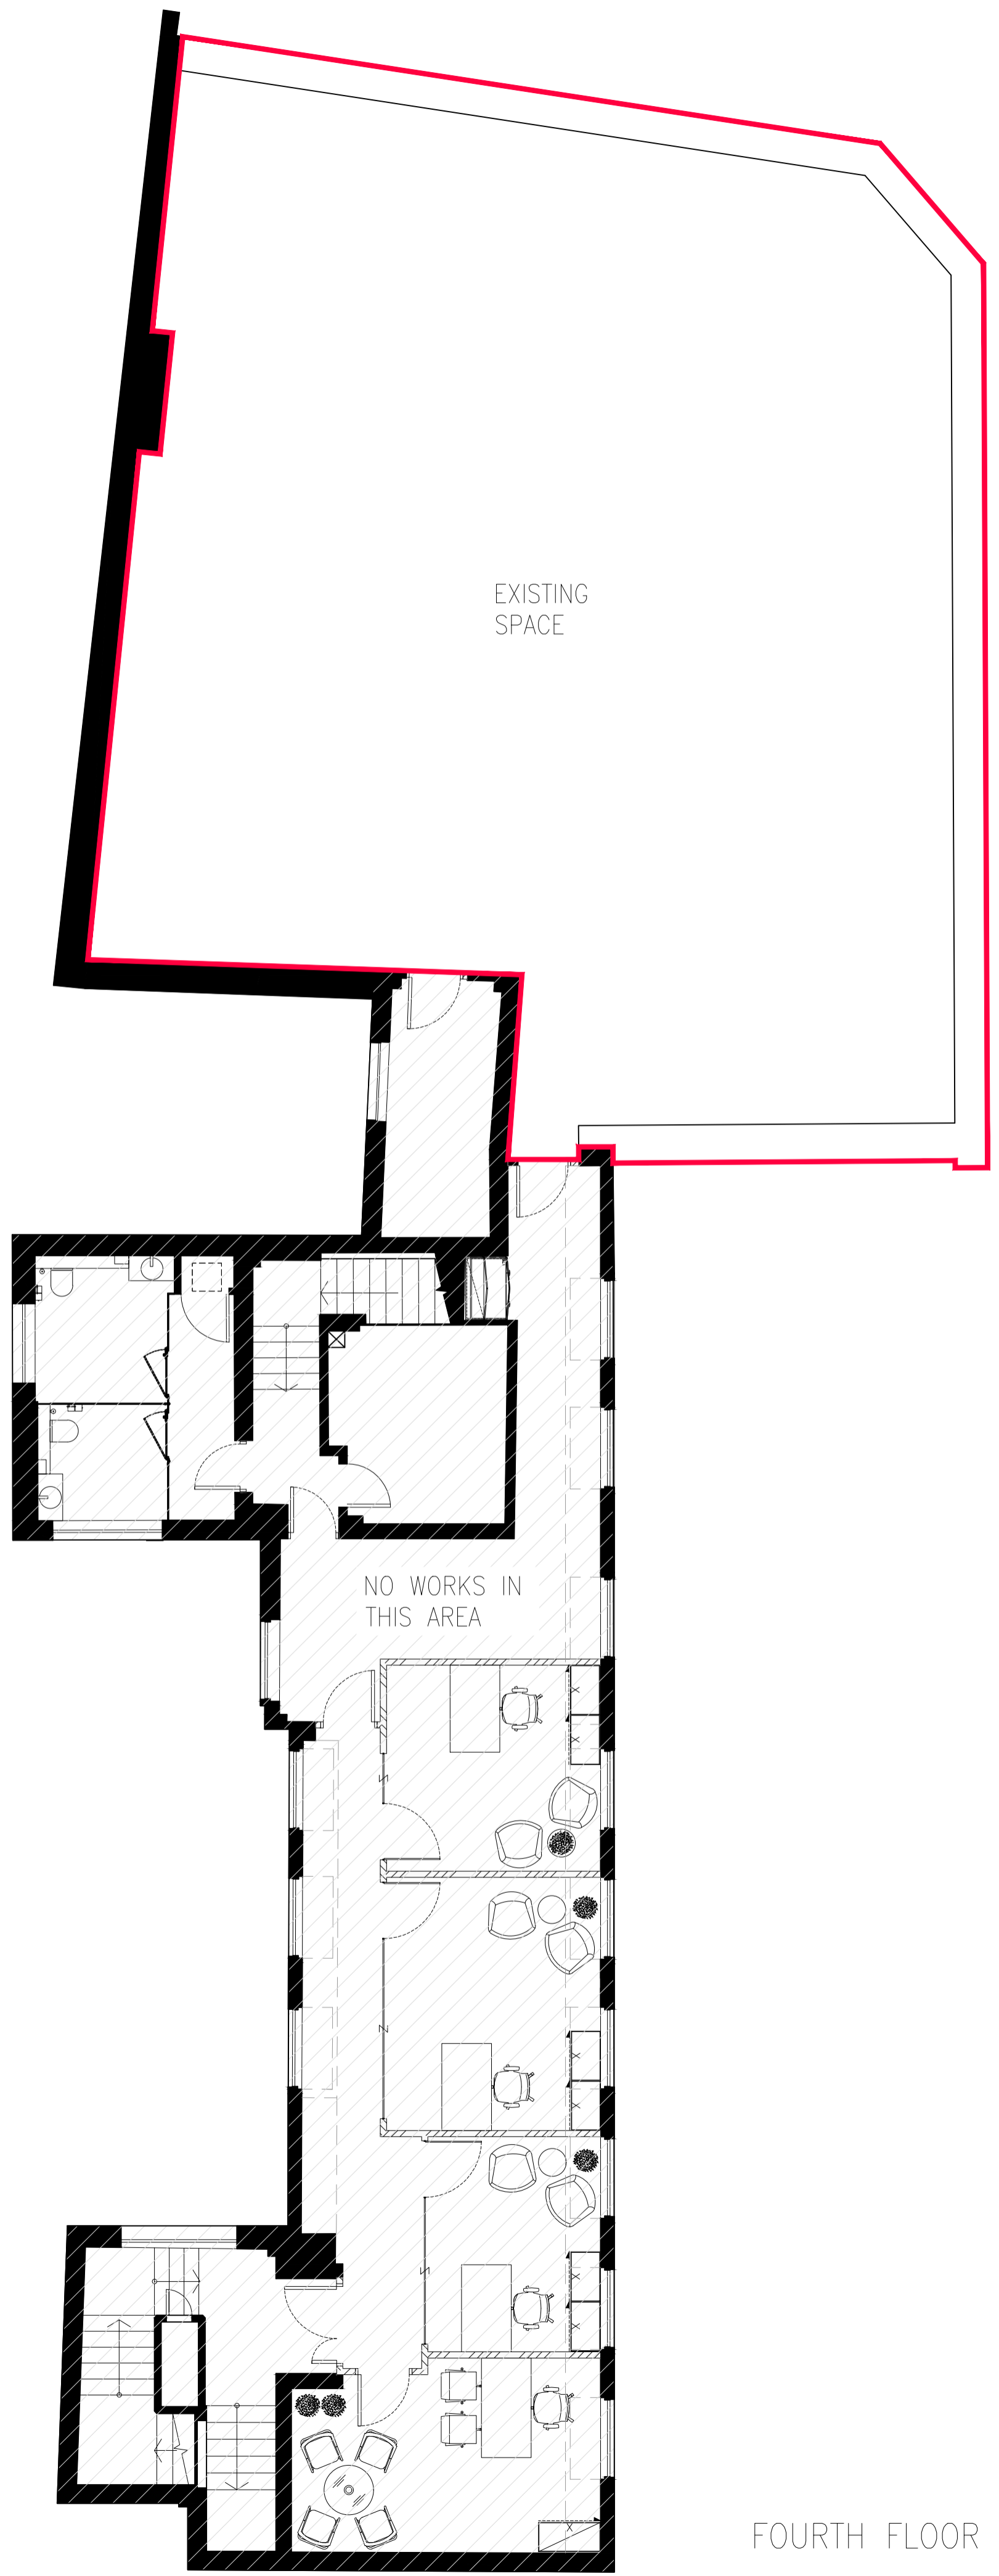 EXISTING
SPACE
NO WORKS IN
THIS AREA
FOURTH FLOOR